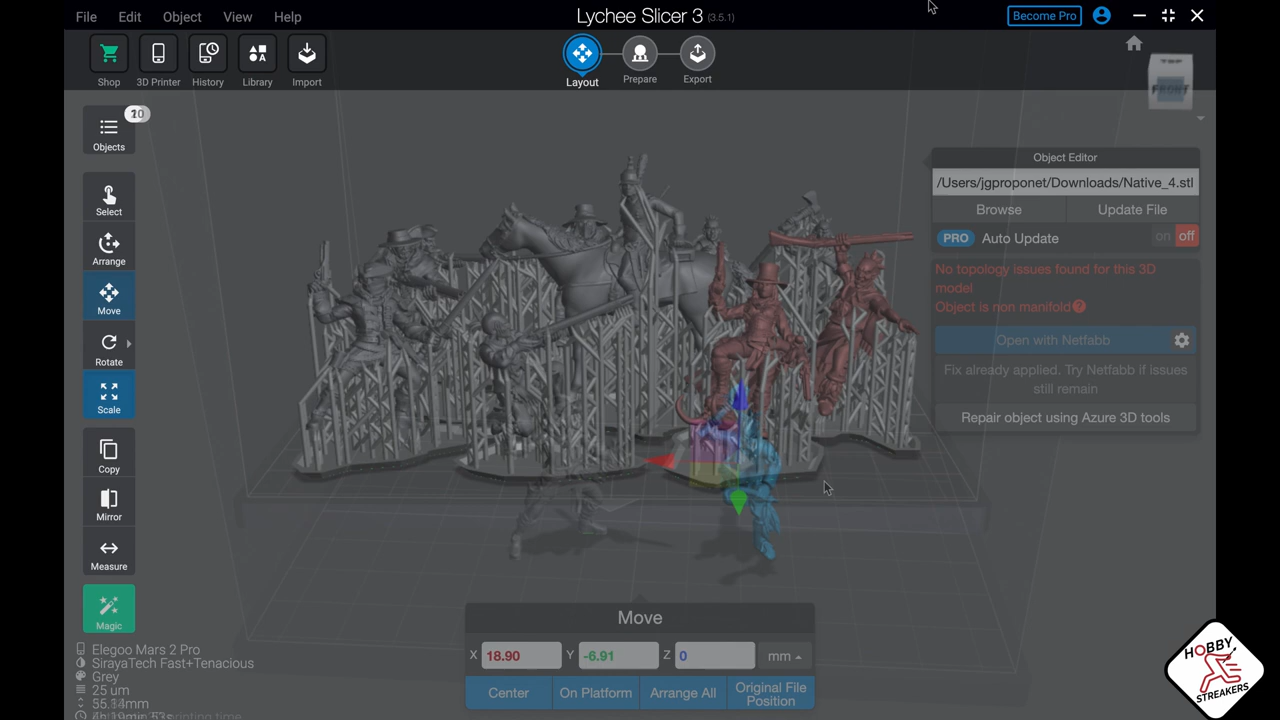 File Edit Object View Help
Lychee Slicer 3 (3.5.1)
Become Pro
Shop 3D Printer History Library Import
Layout Prepare Export
TOP
FRONT
10
Objects
Select
Arrange
Move
Rotate
Scale
Copy
Mirror
Measure
Magic
Object Editor
/Users/jgproponet/Downloads/Native_4.stl
Browse Update File
PRO Auto Update on off
No topology issues found for this 3D
model
Object is non manifold?
Open with Netfabb
Fix already applied. Try Netfabb if issues
still remain
Repair object using Azure 3D tools
Elegoo Mars 2 Pro
SirayaTech Fast+Tenacious
Grey
25 um
Move
X 18.90 Y -6.91 Z 0 mm
Center On Platform Arrange All Original File
Position
HOBBY
STREAKERS